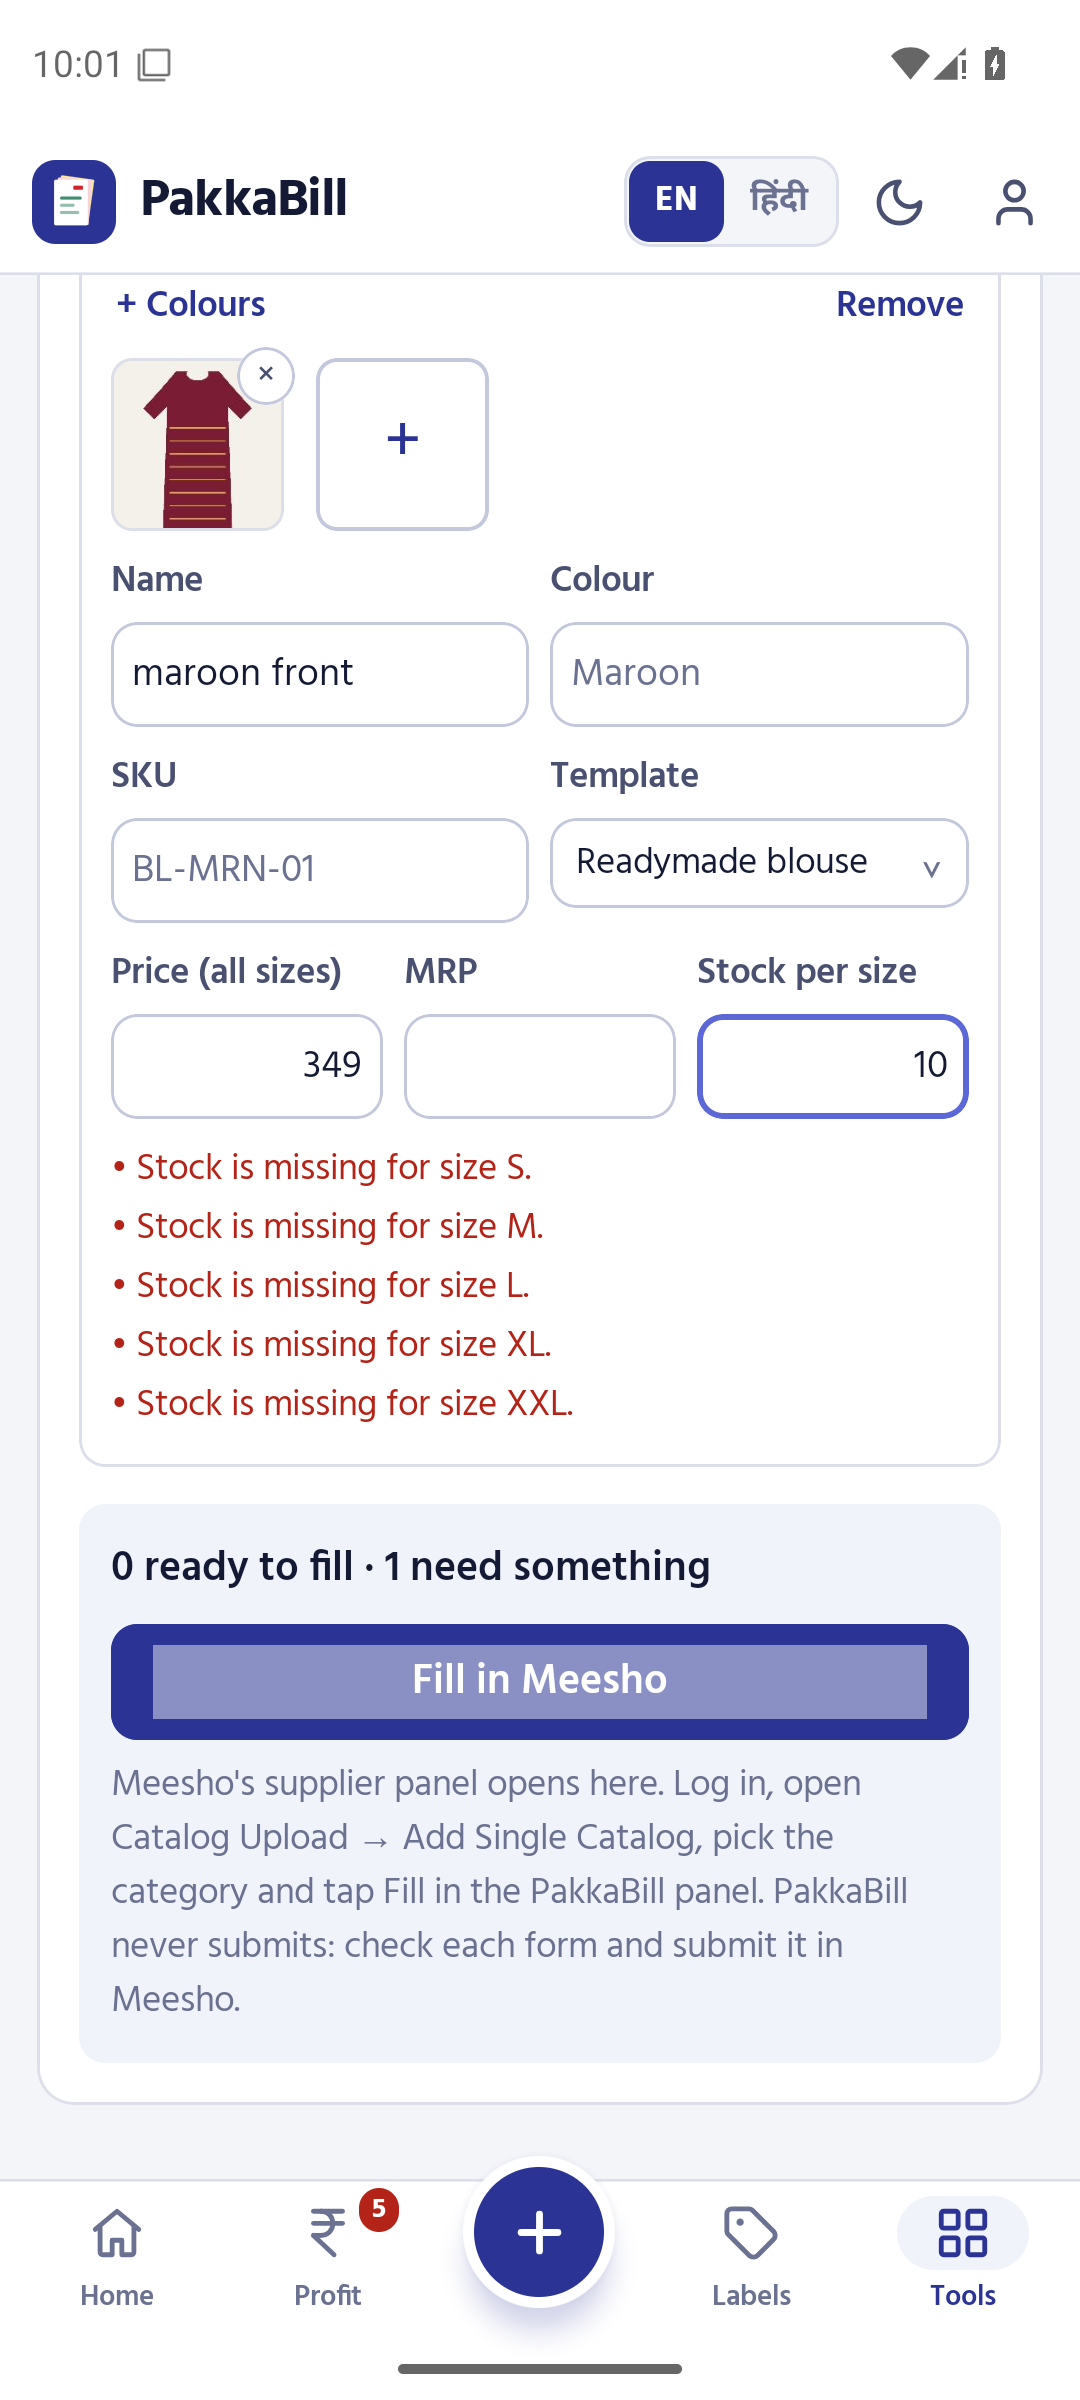 10:01
PakkaBill
EN हिंदी
+ Colours Remove
×
+
Name Colour
maroon front Maroon
SKU Template
BL-MRN-01 Readymade blouse
Price (all sizes) MRP Stock per size
349 10
• Stock is missing for size S.
• Stock is missing for size M.
• Stock is missing for size L.
• Stock is missing for size XL.
• Stock is missing for size XXL.
0 ready to fill · 1 need something
Fill in Meesho
Meesho's supplier panel opens here. Log in, open
Catalog Upload → Add Single Catalog, pick the
category and tap Fill in the PakkaBill panel. PakkaBill
never submits: check each form and submit it in
Meesho.
5
Home Profit Labels Tools